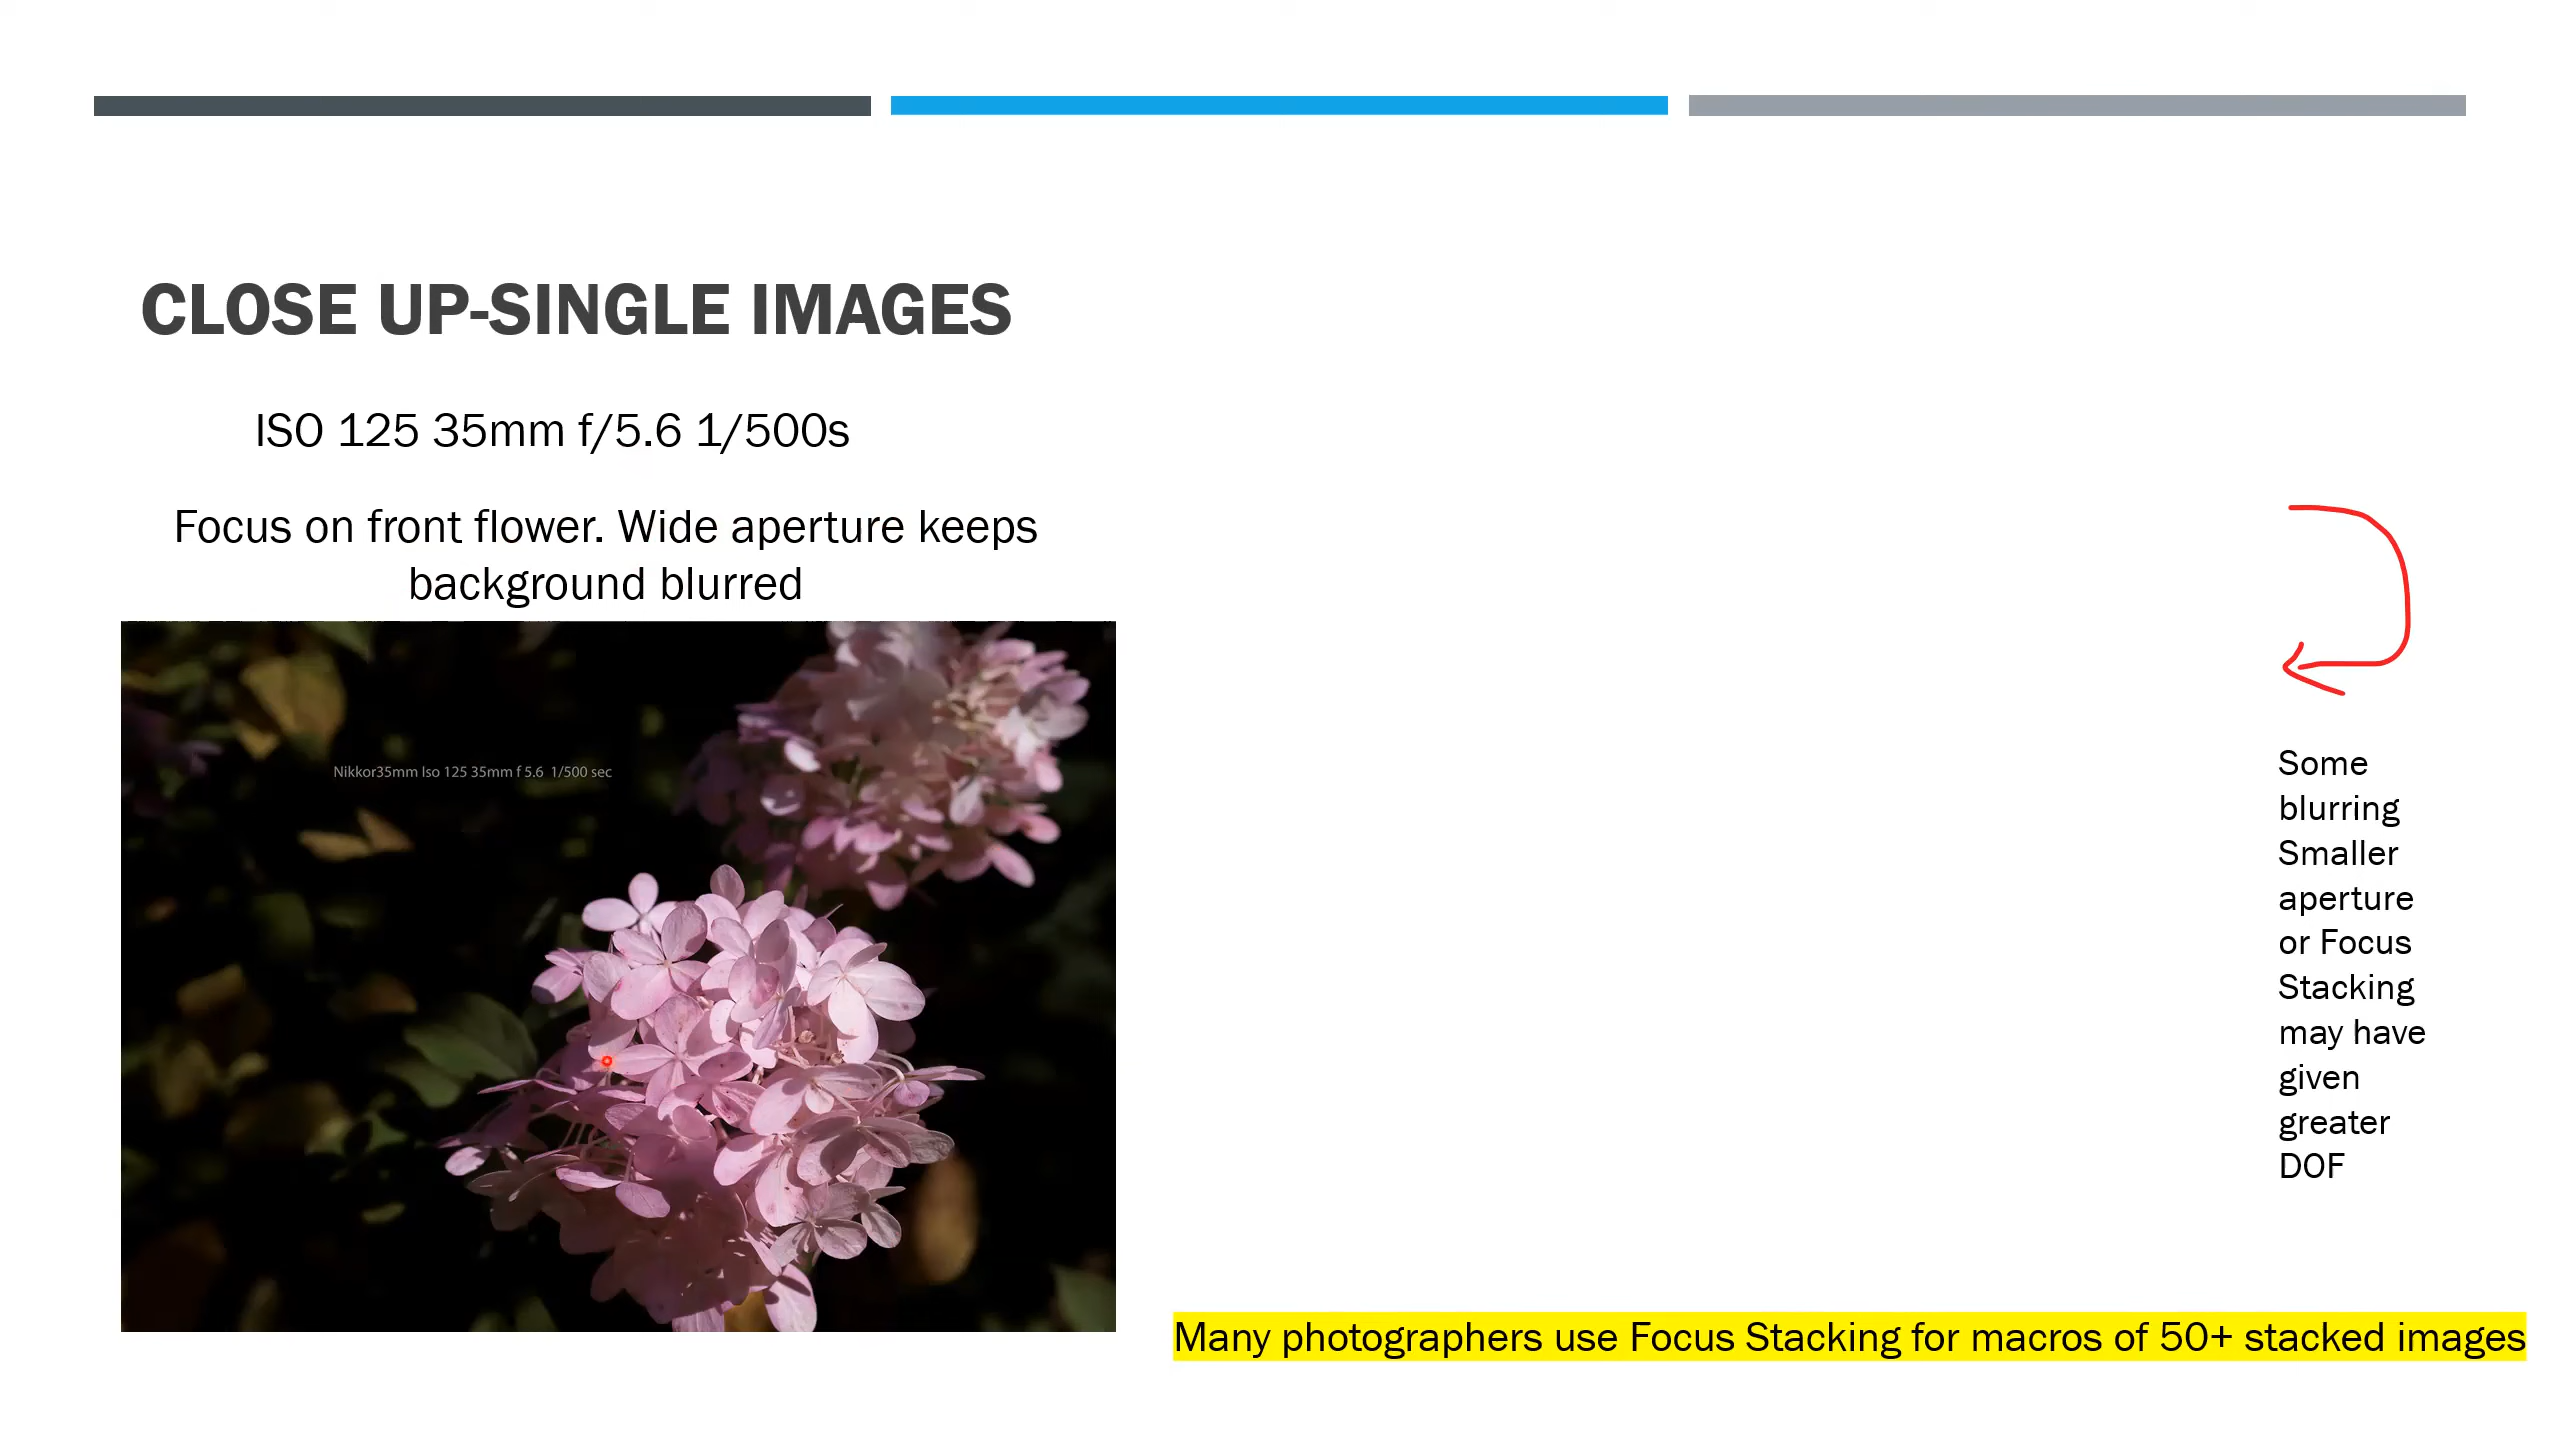 CLOSE UP-SINGLE IMAGES
ISO 125 35mm f/5.6 1/500s
Focus on front flower. Wide aperture keeps
background blurred
Nikkor35mm Iso 125 35mm f 5.6 1/500 sec
Some
blurring
Smaller
aperture
or Focus
Stacking
may have
given
greater
DOF
Many photographers use Focus Stacking for macros of 50+ stacked images